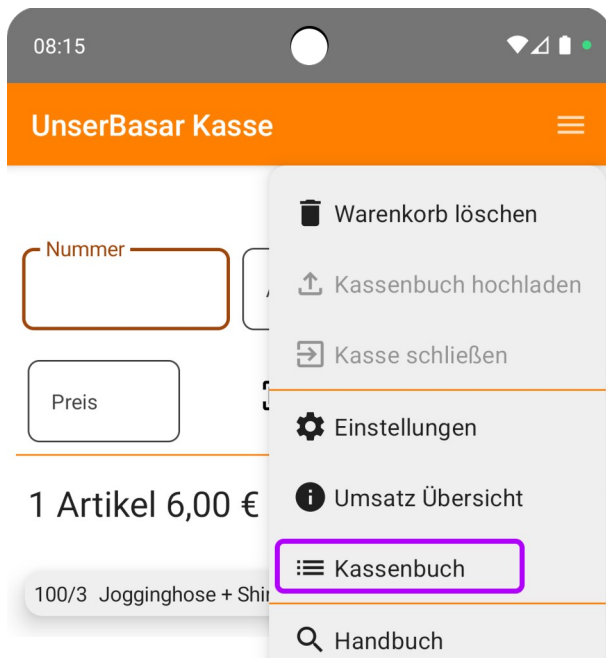 08:15
UnserBasar Kasse
Warenkorb löschen
Nummer
Kassenbuch hochladen
Kasse schließen
Preis
Einstellungen
1 Artikel 6,00 €
Umsatz Übersicht
Kassenbuch
100/3 Jogginghose + Shir
Handbuch